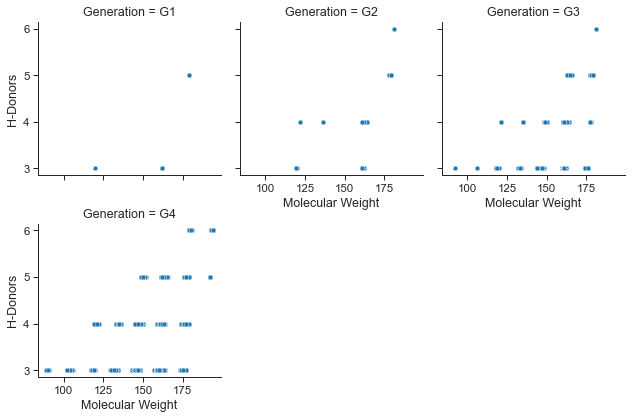 Generation = G1
Generation = G2
Generation = G3
6
5
4
3
H-Donors
100
125
150
175
Molecular Weight
100
125
150
175
Molecular Weight
Generation = G4
6
5
4
3
H-Donors
100
125
150
175
Molecular Weight